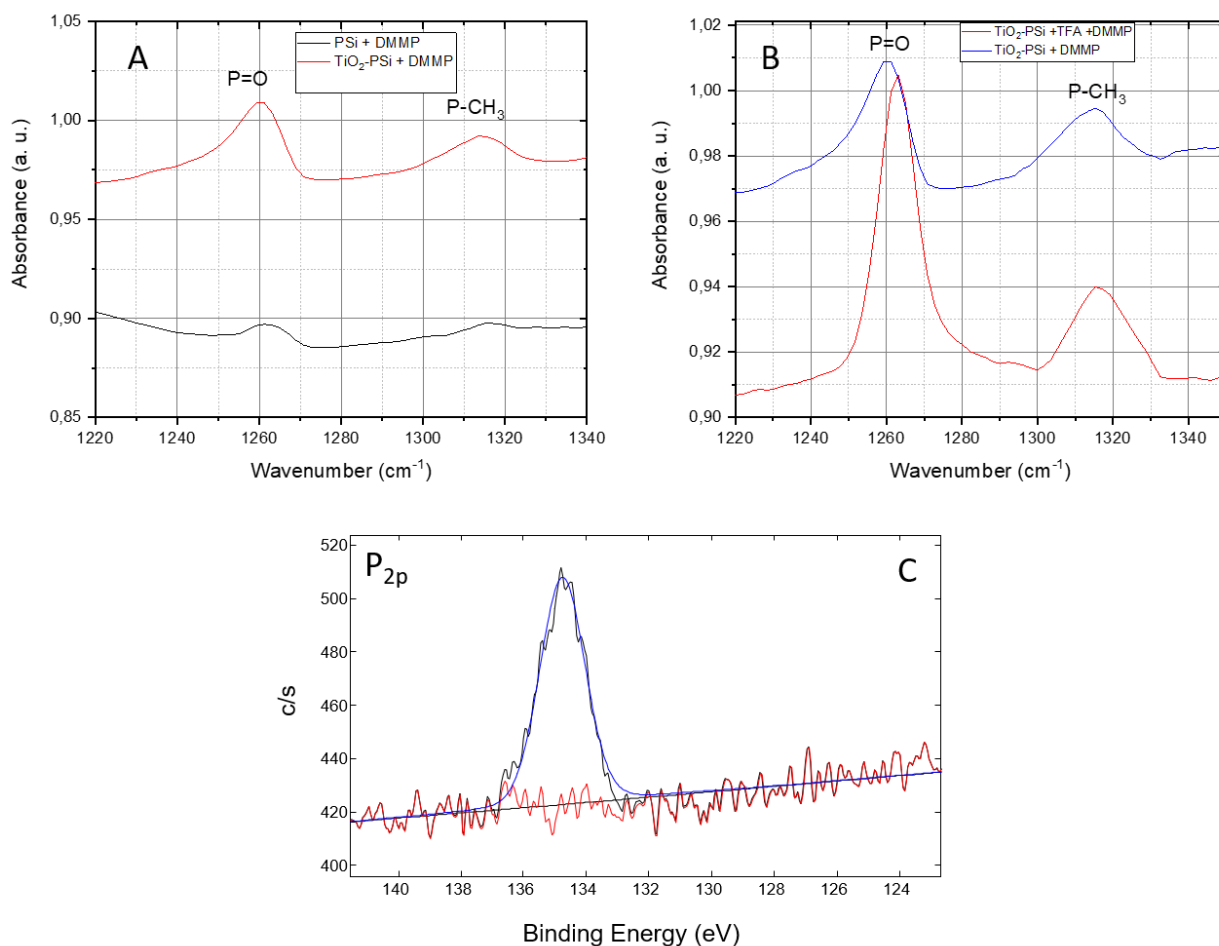 A
PSi + DMMP
TiO₂-PSi + DMMP
P=O
P-CH₃
1,05
1,00
0,95
0,90
0,85
Absorbance (a. u.)
1220 1240 1260 1280 1300 1320 1340
Wavenumber (cm⁻¹)
B
TiO₂-PSi +TFA +DMMP
TiO₂-PSi + DMMP
P=O
P-CH₃
1,02
1,00
0,98
0,96
0,94
0,92
0,90
Absorbance (a. u.)
1220 1240 1260 1280 1300 1320 1340
Wavenumber (cm⁻¹)
P₂ₚ
C
520
500
480
460
440
420
400
c/s
140 138 136 134 132 130 128 126 124
Binding Energy (eV)